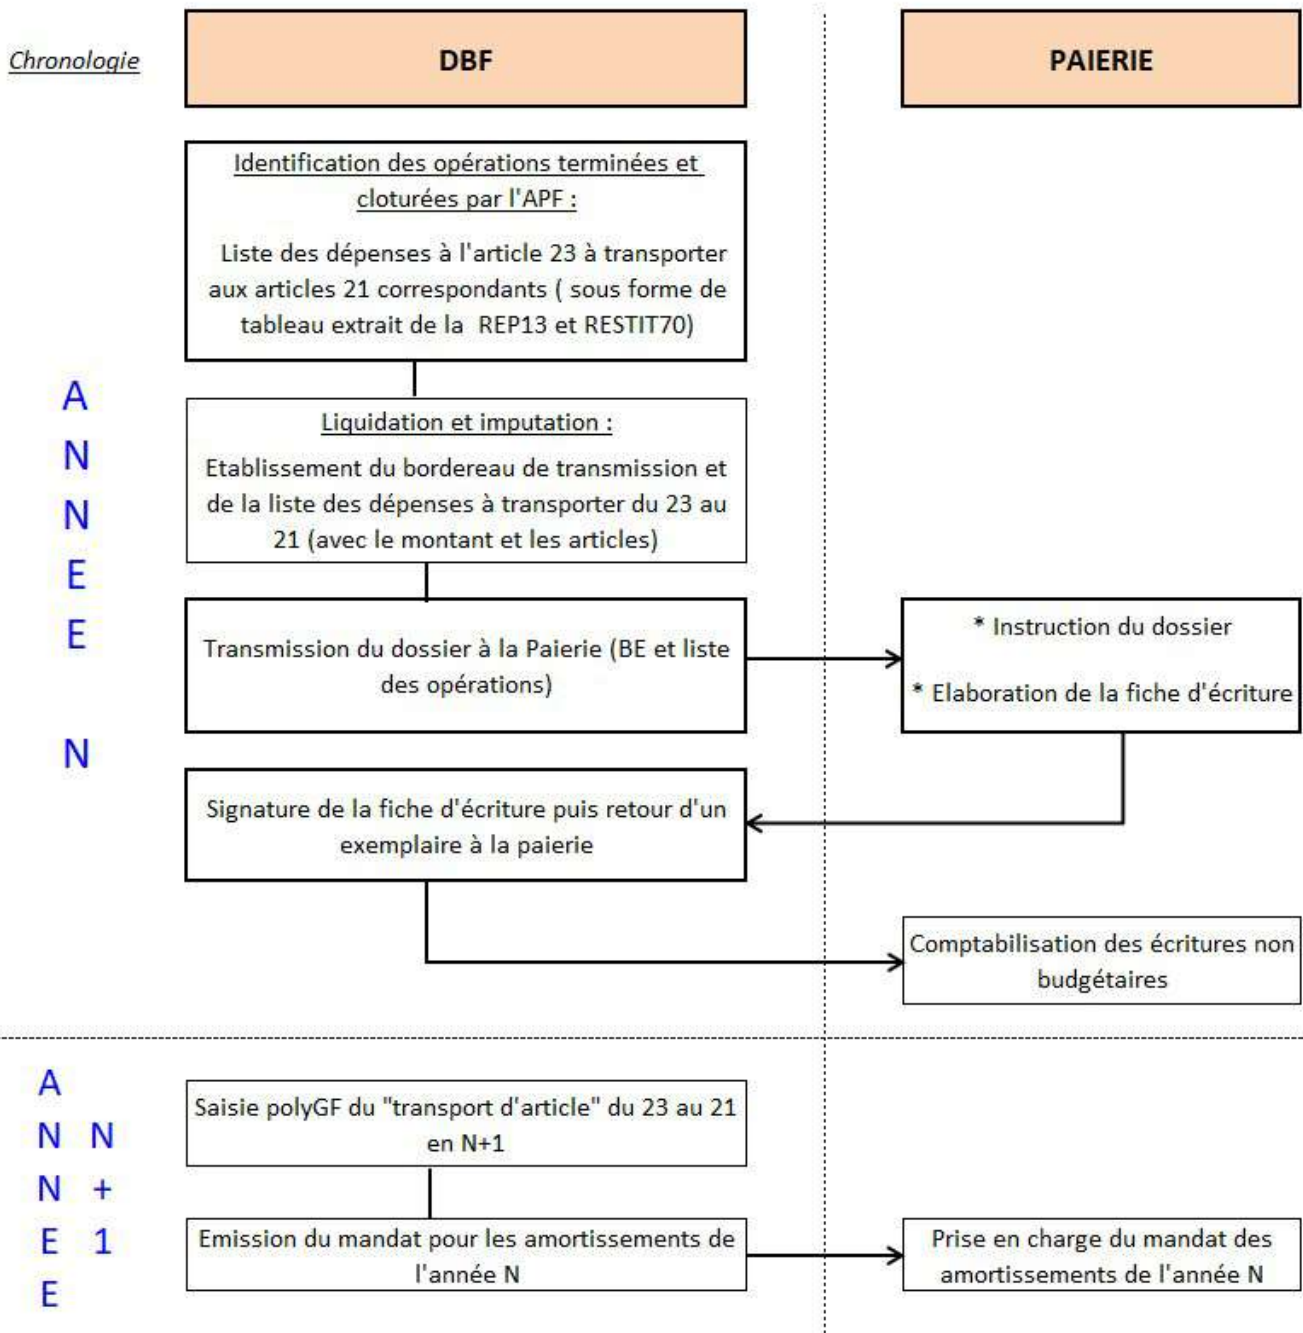 Chronologie
DBF
PAIERIE
Identification des opérations terminées et
cloturées par l'APF :
Liste des dépenses à l'article 23 à transporter
aux articles 21 correspondants ( sous forme de
tableau extrait de la REP13 et RESTIT70)
Liquidation et imputation :
Etablissement du bordereau de transmission et
de la liste des dépenses à transporter du 23 au
21 (avec le montant et les articles)
Transmission du dossier à la Paierie (BE et liste
des opérations)
* Instruction du dossier
* Elaboration de la fiche d'écriture
Signature de la fiche d'écriture puis retour d'un
exemplaire à la paierie
Comptabilisation des écritures non
budgétaires
A
N
N
E
E
N
Saisie polyGF du "transport d'article" du 23 au 21
en N+1
Emission du mandat pour les amortissements de
l'année N
Prise en charge du mandat des
amortissements de l'année N
A
N N
N +
E 1
E